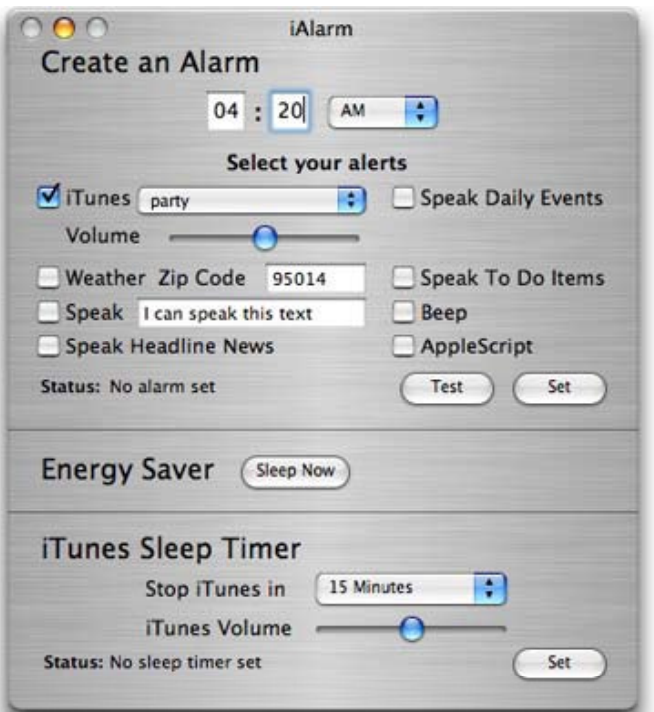 iAlarm
Create an Alarm
04 : 20 AM
Select your alerts
iTunes party Speak Daily Events
Volume
Weather Zip Code 95014 Speak To Do Items
Speak I can speak this text Beep
Speak Headline News AppleScript
Status: No alarm set Test Set
Energy Saver Sleep Now
iTunes Sleep Timer
Stop iTunes in 15 Minutes
iTunes Volume
Status: No sleep timer set Set